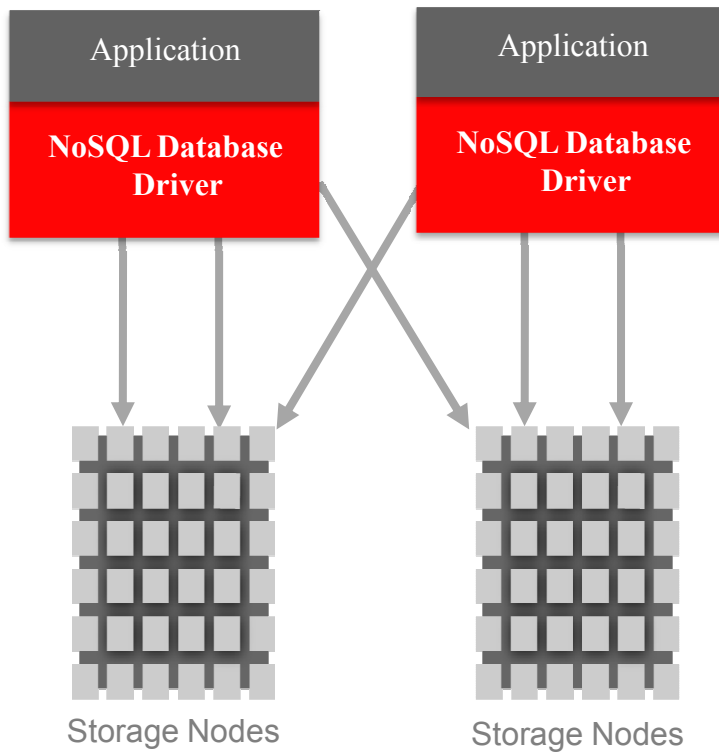 Application
NoSQL Database
Driver
Application
NoSQL Database
Driver
Storage Nodes
Storage Nodes